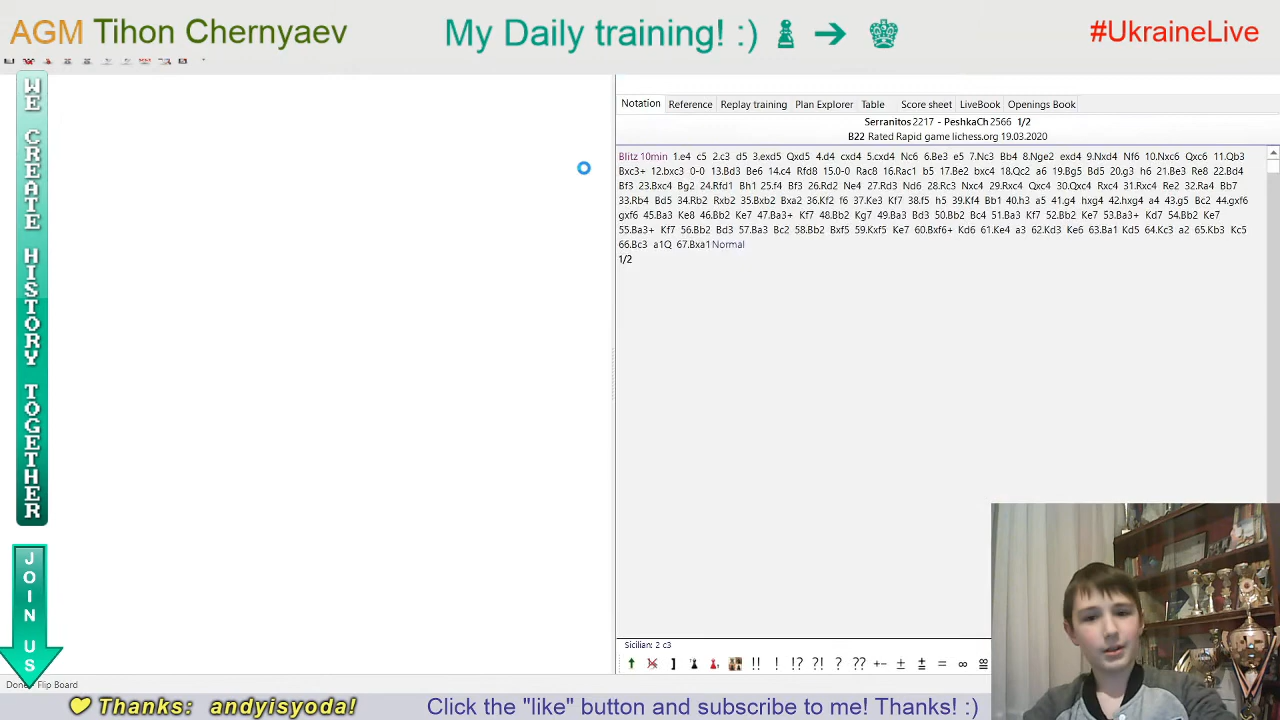 AGM Tihon Chernyaev
My Daily training! :)
#UkraineLive
WE CREATE HISTORY TOGETHER
JOIN US
Notation Reference Replay training Plan Explorer Table Score sheet LiveBook Openings Book
Serranitos 2217 - PeshkaCh 2566 1/2
B22 Rated Rapid game lichess.org 19.03.2020
Blitz 10min 1.e4 c5 2.c3 d5 3.exd5 Qxd5 4.d4 cxd4 5.cxd4 Nc6 6.Be3 e5 7.Nc3 Bb4 8.Nge2 exd4 9.Nxd4 Nf6 10.Nxc6 Qxc6 11.Qb3
Bxc3+ 12.bxc3 0-0 13.Bd3 Be6 14.c4 Rfd8 15.0-0 Rac8 16.Rac1 b5 17.Be2 bxc4 18.Qc2 a6 19.Bg5 Bd5 20.g3 h6 21.Be3 Re8 22.Bd4
Bf3 23.Bxc4 Bg2 24.Rfd1 Bh1 25.f4 Bf3 26.Rd2 Ne4 27.Rd3 Nd6 28.Rc3 Nxc4 29.Rxc4 Qxc4 30.Qxc4 Rxc4 31.Rxc4 Re2 32.Ra4 Bb7
33.Rb4 Bd5 34.Rb2 Rxb2 35.Bxb2 Bxa2 36.Kf2 f6 37.Ke3 Kf7 38.f5 h5 39.Kf4 Bb1 40.h3 a5 41.g4 hxg4 42.hxg4 a4 43.g5 Bc2 44.gxf6
gxf6 45.Ba3 Ke8 46.Bb2 Ke7 47.Ba3+ Kf7 48.Bb2 Kg7 49.Ba3 Bd3 50.Bb2 Bc4 51.Ba3 Kf7 52.Bb2 Ke7 53.Ba3+ Kd7 54.Bb2 Ke7
55.Ba3+ Kf7 56.Bb2 Bd3 57.Ba3 Bc2 58.Bb2 Bxf5 59.Kxf5 Ke7 60.Bxf6+ Kd6 61.Ke4 a3 62.Kd3 Ke6 63.Ba1 Kd5 64.Kc3 a2 65.Kb3 Kc5
66.Bc3 a1Q 67.Bxa1 Normal
1/2
Sicilian: 2 c3
!! ! !? ?! ? ?? +- ± ⩲ = ∞
Flip Board
Thanks: andyisyoda!
Click the "like" button and subscribe to me! Thanks! :)